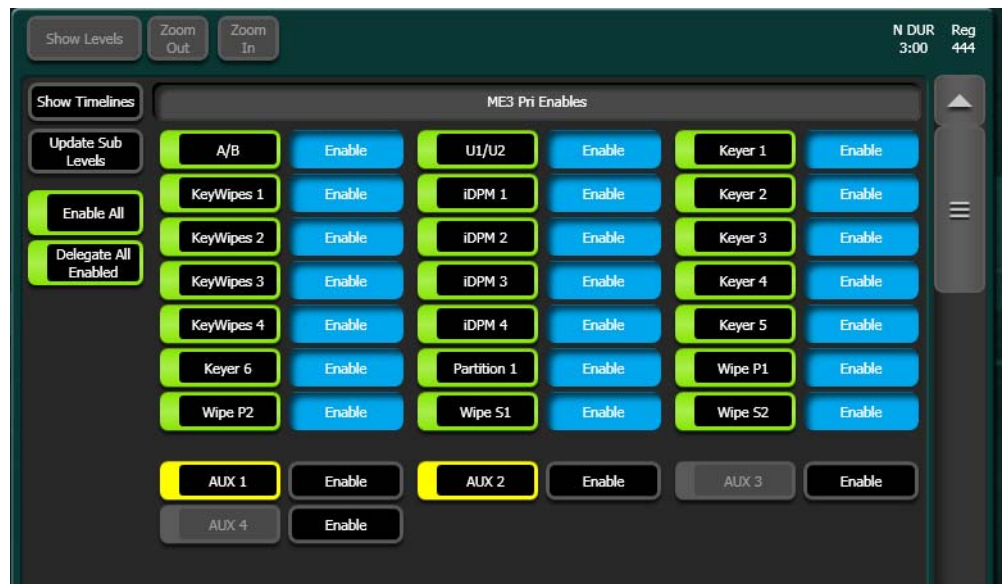 Show Levels
Zoom
Out
Zoom
In
N DUR
3:00
Reg
444
Show Timelines
ME3 Pri Enables
Update Sub
Levels
Enable All
Delegate All
Enabled
A/B Enable U1/U2 Enable Keyer 1 Enable
KeyWipes 1 Enable iDPM 1 Enable Keyer 2 Enable
KeyWipes 2 Enable iDPM 2 Enable Keyer 3 Enable
KeyWipes 3 Enable iDPM 3 Enable Keyer 4 Enable
KeyWipes 4 Enable iDPM 4 Enable Keyer 5 Enable
Keyer 6 Enable Partition 1 Enable Wipe P1 Enable
Wipe P2 Enable Wipe S1 Enable Wipe S2 Enable
AUX 1 Enable AUX 2 Enable AUX 3 Enable
AUX 4 Enable